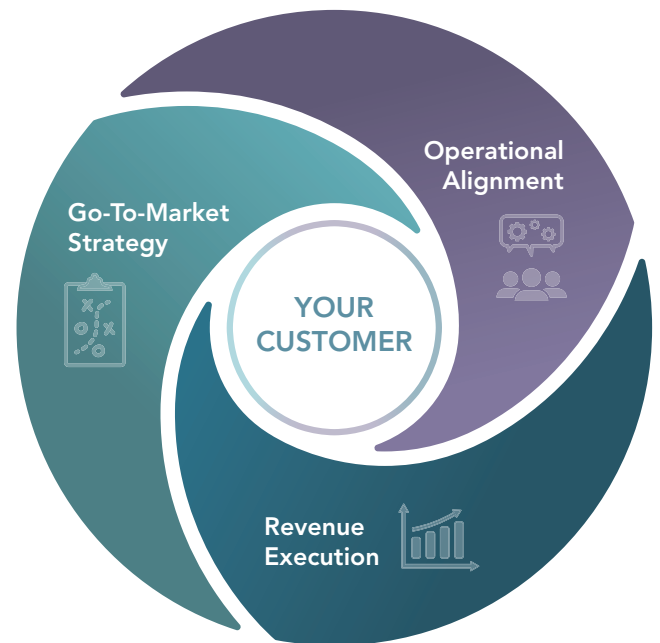 Operational
Alignment
Go-To-Market
Strategy
YOUR
CUSTOMER
Revenue
Execution